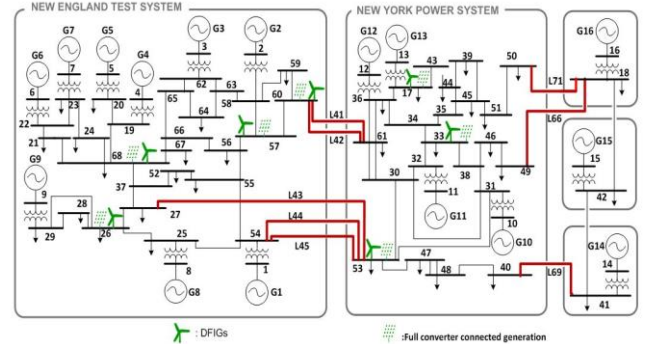 NEW ENGLAND TEST SYSTEM
NEW YORK POWER SYSTEM
G7 G5 G3 G2 G12 G13 G16
G6 G4
7 5 3 2 59 12 13 43 39 50 L71 16
6 4 62 63 60 17 44 18
23 20 65 58 36 45
22 19 64 L41 35 51 L66
21 24 66 57 L42 34 G15
G9 68 67 56 61 33 46 15
52 32 38 49
9 37 55 30 11 31 42
28 27 L43 10
29 26 L44 G11 G10
25 54 L45 53 47 G14
8 1 48 40 L69 14
G8 G1 41
: DFIGs
:Full converter connected generation